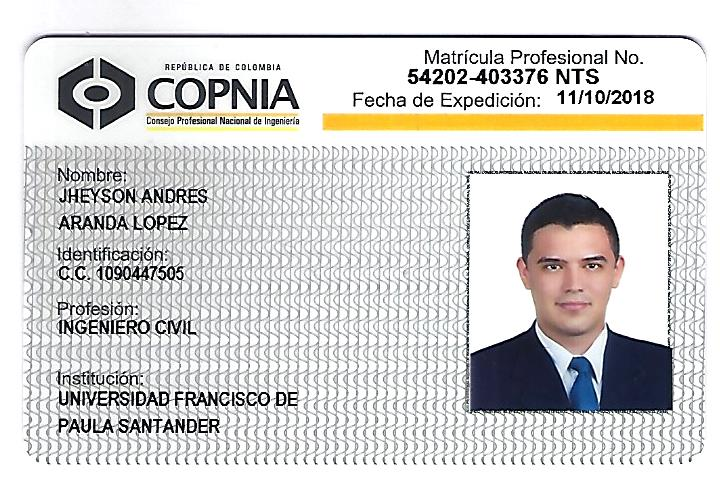 REPÚBLICA DE COLOMBIA
COPNIA
Consejo Profesional Nacional de Ingeniería
Matrícula Profesional No.
54202-403376 NTS
Fecha de Expedición: 11/10/2018
Nombre:
JHEYSON ANDRES
ARANDA LOPEZ
Identificación:
C.C. 1090447505
Profesión:
INGENIERO CIVIL
Institución:
UNIVERSIDAD FRANCISCO DE
PAULA SANTANDER